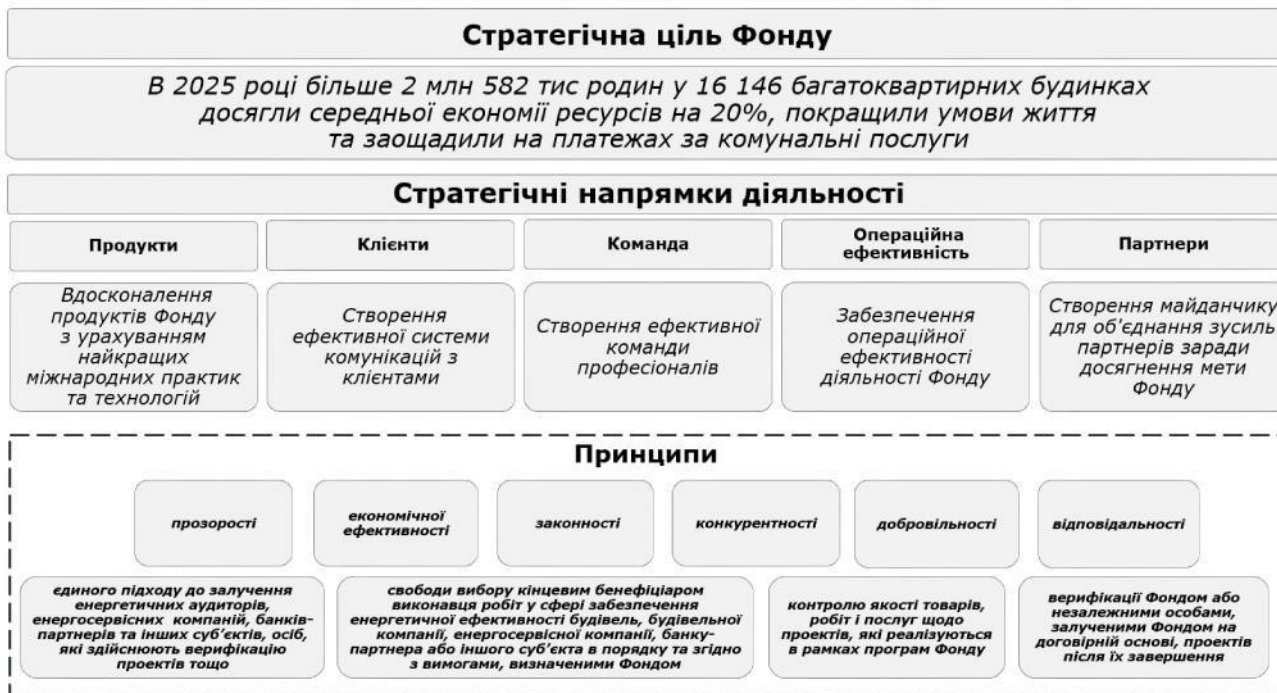 Стратегічна ціль Фонду
В 2025 році більше 2 млн 582 тис родин у 16 146 багатоквартирних будинках
досягли середньої економії ресурсів на 20%, покращили умови життя
та заощадили на платежах за комунальні послуги
Стратегічні напрямки діяльності
Продукти
Вдосконалення
продуктів Фонду
з урахуванням
найкращих
міжнародних практик
та технологій
Клієнти
Створення
ефективної системи
комунікацій з
клієнтами
Команда
Створення ефективної
команди
професіоналів
Операційна
ефективність
Забезпечення
операційної
ефективності
діяльності Фонду
Партнери
Створення майданчику
для об'єднання зусиль
партнерів заради
досягнення мети
Фонду
Принципи
прозорості
економічної
ефективності
законності
конкурентності
добровільності
відповідальності
єдиного підходу до залучення
енергетичних аудиторів,
енергосервісних компаній, банків-
партнерів та інших суб’єктів, осіб,
які здійснюють верифікацію
проектів тощо
свободи вибору кінцевим бенефіціаром
виконавця робіт у сфері забезпечення
енергетичної ефективності будівель, будівельної
компанії, енергосервісної компанії, банку-
партнера або іншого суб’єкта в порядку та згідно
з вимогами, визначеними Фондом
контролю якості товарів,
робіт і послуг щодо
проектів, які реалізуються
в рамках програм Фонду
верифікації Фондом або
незалежними особами,
залученими Фондом на
договірній основі, проектів
після їх завершення